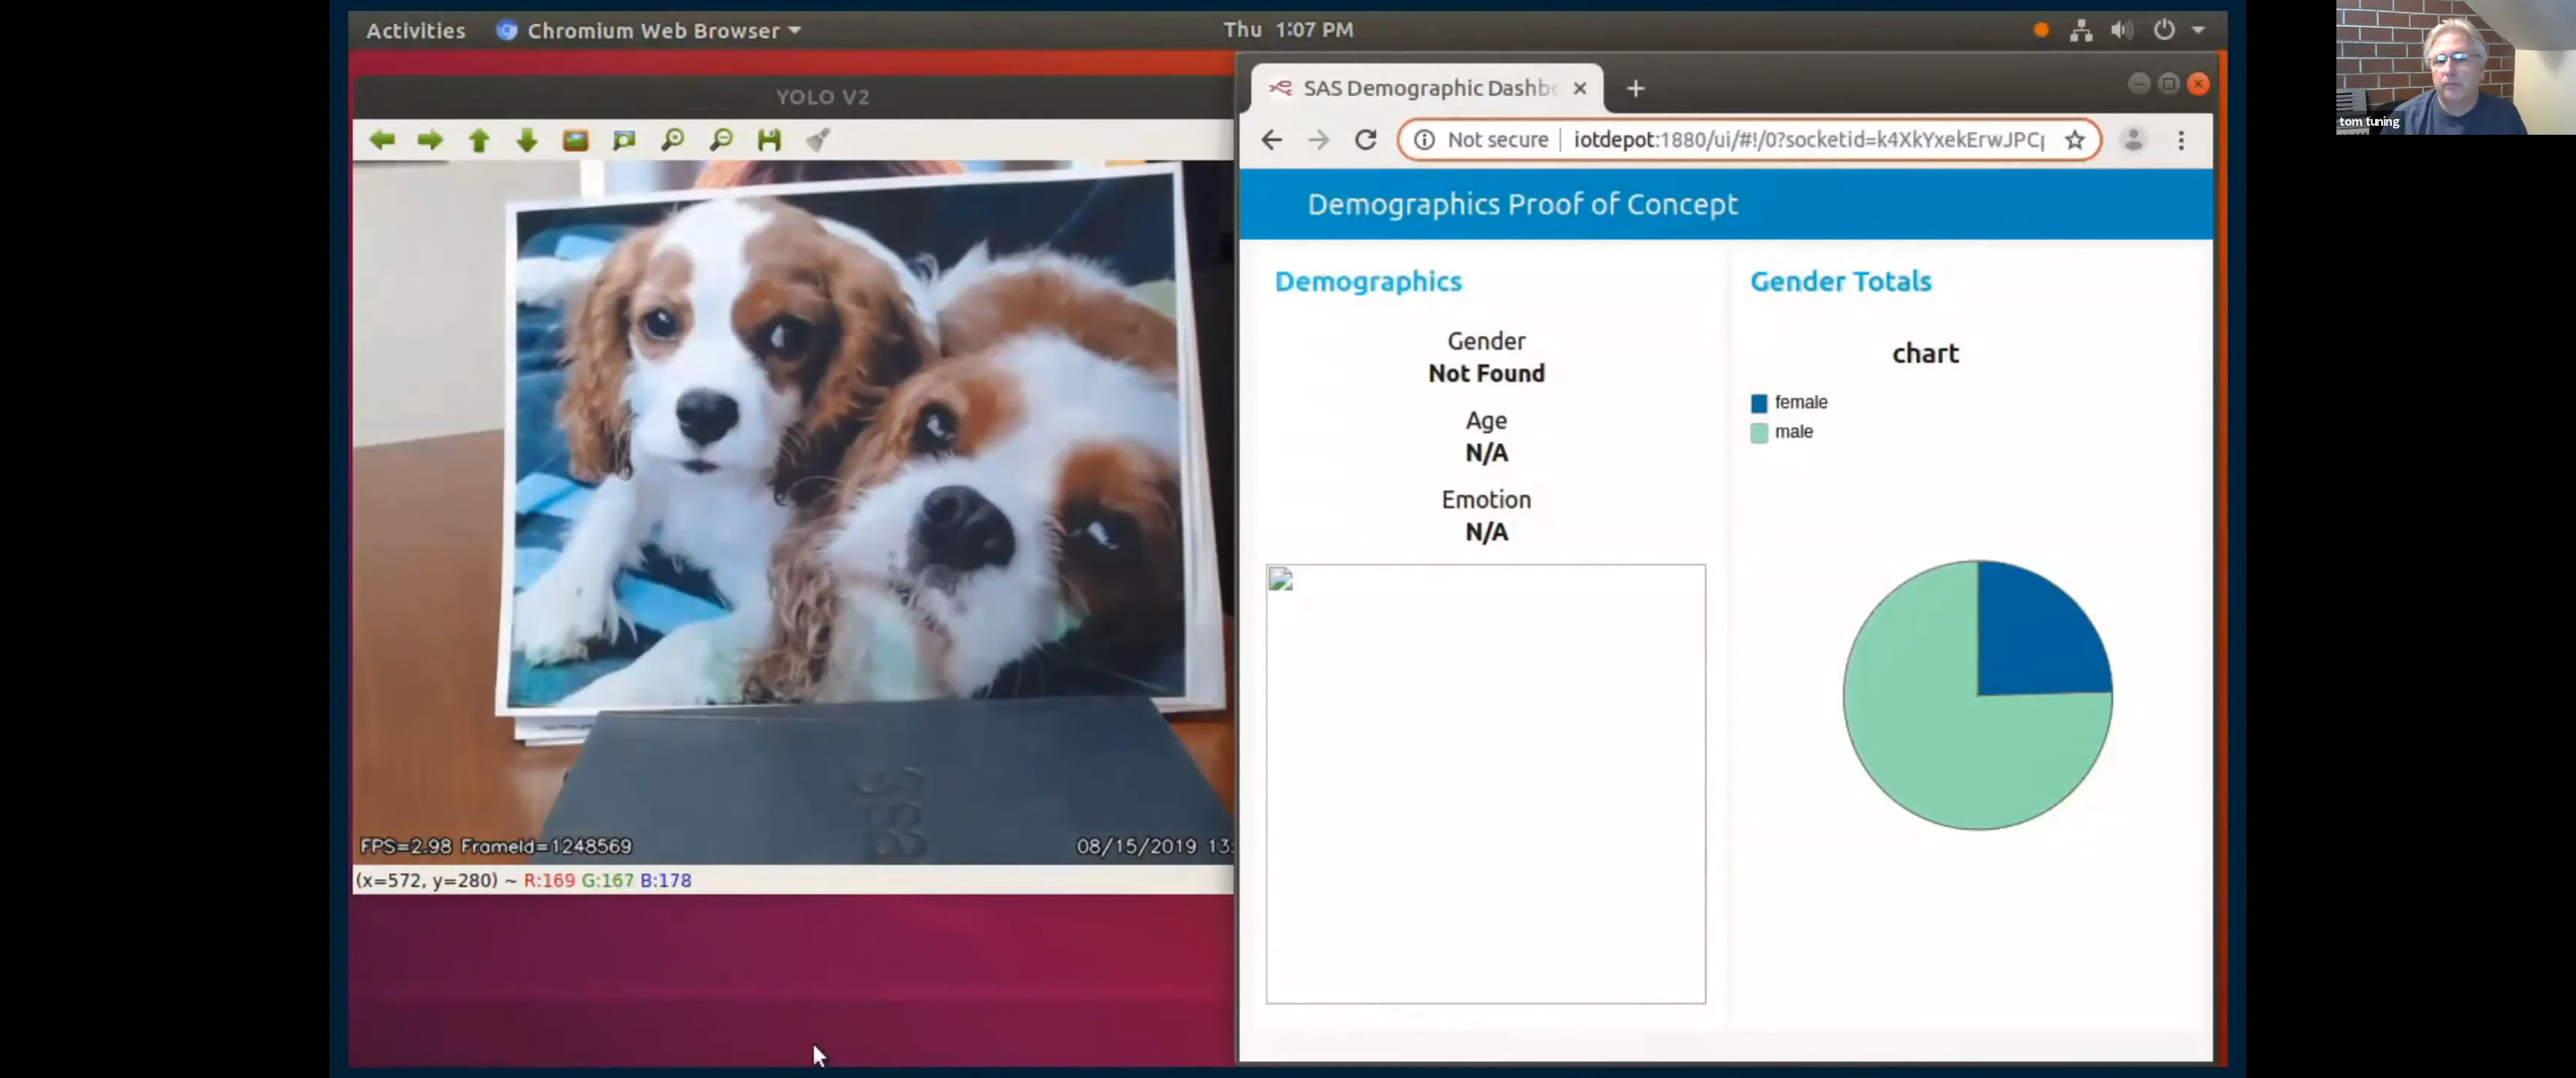 Activities Chromium Web Browser Thu 1:07 PM
tom tuning
YOLO V2
FPS=2.98 FrameId=1248569 08/15/2019 13:
(x=572, y=280) ~ R:169 G:167 B:178
SAS Demographic Dashb
Not secure iotdepot:1880/ui/#!/0?socketid=k4XkYxekErwJPC
Demographics Proof of Concept
Demographics
Gender
Not Found
Age
N/A
Emotion
N/A
Gender Totals
chart
female
male